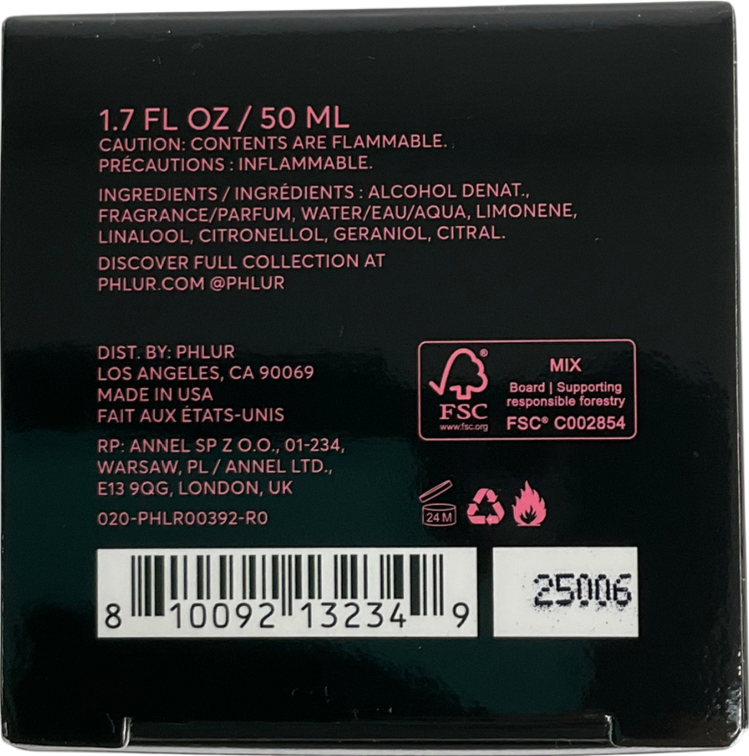 1.7 FL OZ / 50 ML
CAUTION: CONTENTS ARE FLAMMABLE.
PRÉCAUTIONS : INFLAMMABLE.
INGREDIENTS / INGRÉDIENTS : ALCOHOL DENAT.,
FRAGRANCE/PARFUM, WATER/EAU/AQUA, LIMONENE,
LINALOOL, CITRONELLOL, GERANIOL, CITRAL.
DISCOVER FULL COLLECTION AT
PHLUR.COM @PHLUR
DIST. BY: PHLUR
LOS ANGELES, CA 90069
MADE IN USA
FAIT AUX ÉTATS-UNIS
RP: ANNEL SP Z O.O., 01-234,
WARSAW, PL / ANNEL LTD.,
E13 9QG, LONDON, UK
020-PHLR00392-R0
®
FSC
www.fsc.org
MIX
Board | Supporting
responsible forestry
FSC® C002854
24 M
8 10092 13234 9
25006